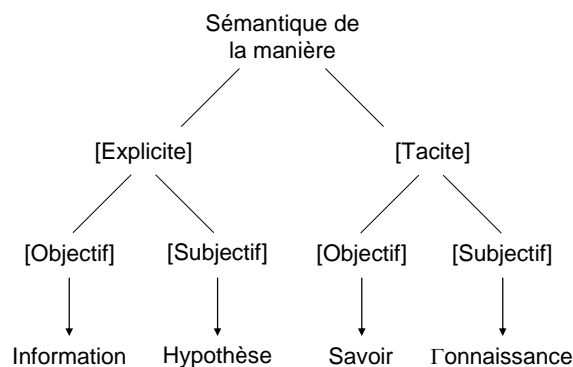 Sémantique de
la manière
[Explicite] [Tacite]
[Objectif] [Subjectif] [Objectif] [Subjectif]
Information Hypothèse Savoir Γonnaissance